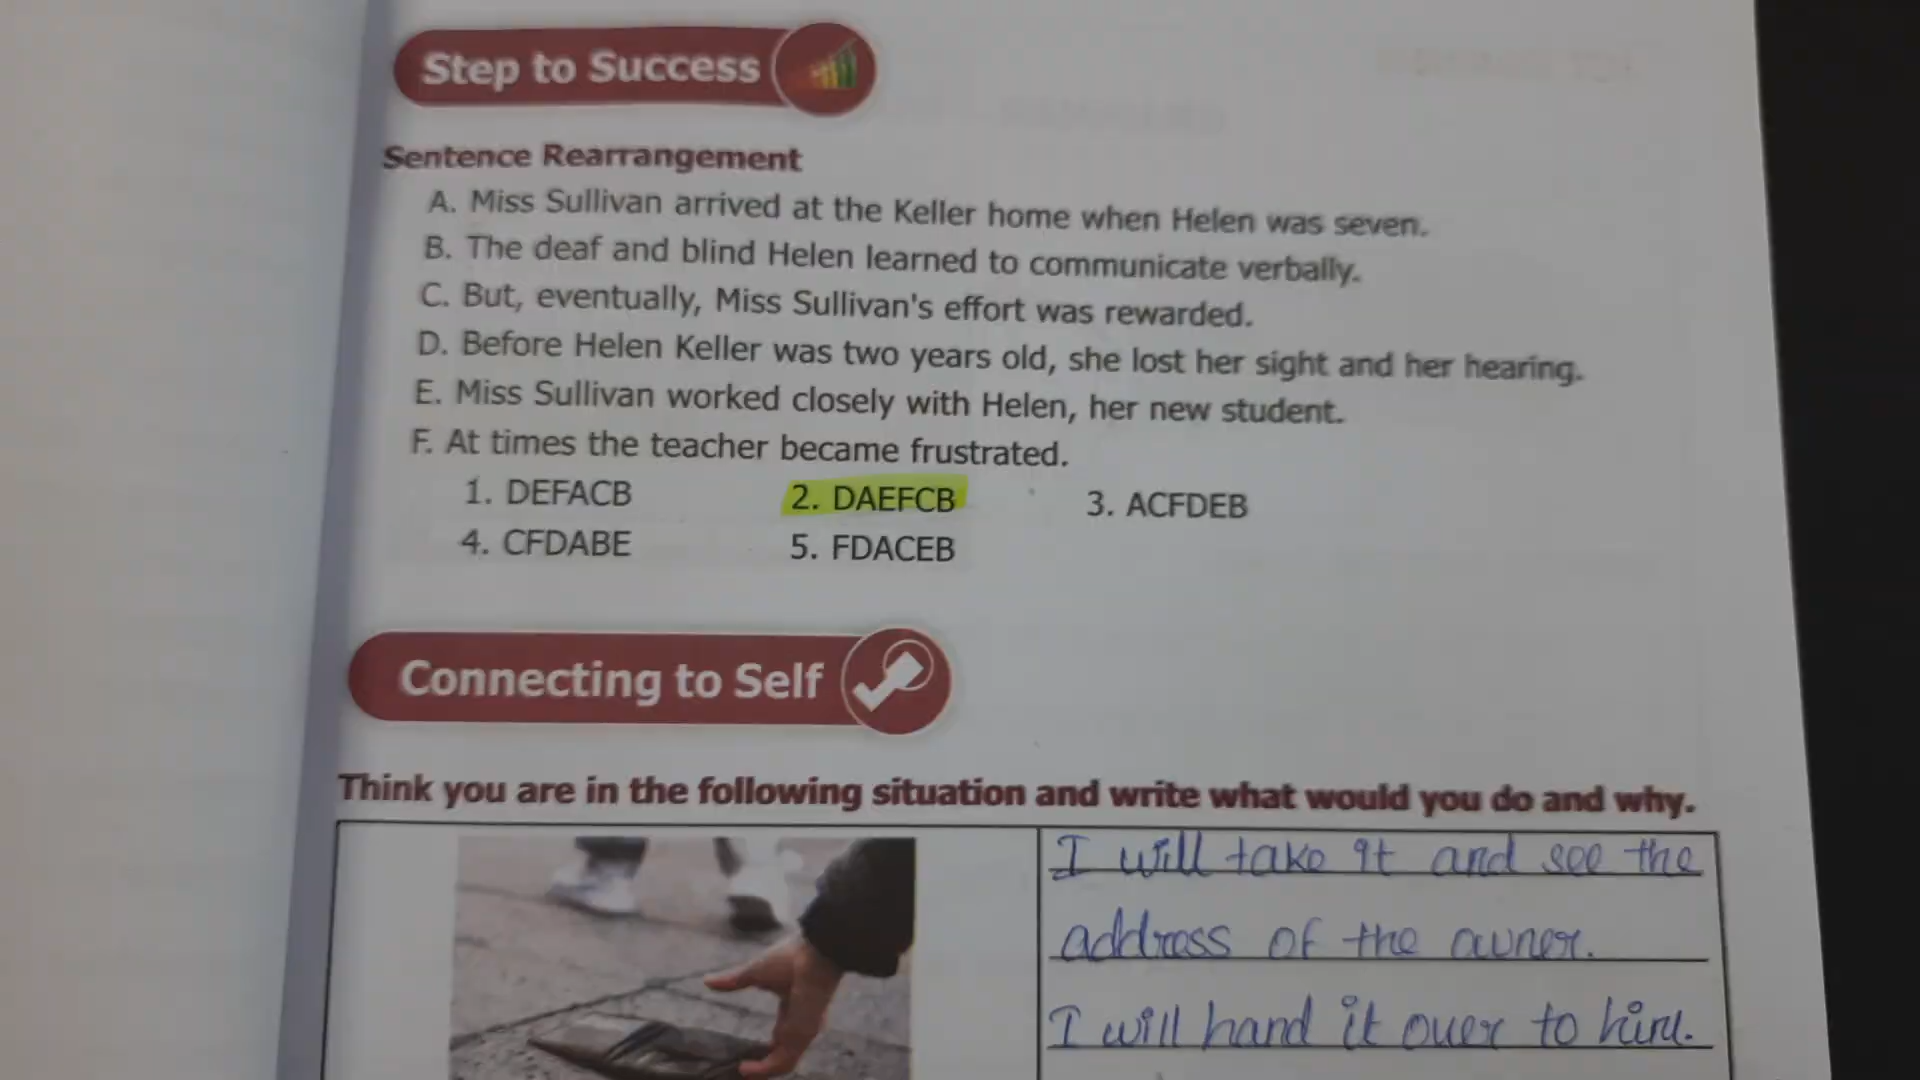 Step to Success
Sentence Rearrangement
A. Miss Sullivan arrived at the Keller home when Helen was seven.
B. The deaf and blind Helen learned to communicate verbally.
C. But, eventually, Miss Sullivan's effort was rewarded.
D. Before Helen Keller was two years old, she lost her sight and her hearing.
E. Miss Sullivan worked closely with Helen, her new student.
F. At times the teacher became frustrated.
1. DEFACB 2. DAEFCB 3. ACFDEB
4. CFDABE 5. FDACEB
Connecting to Self
Think you are in the following situation and write what would you do and why.
I will take it and see the
address of the owner.
I will hand it over to him.